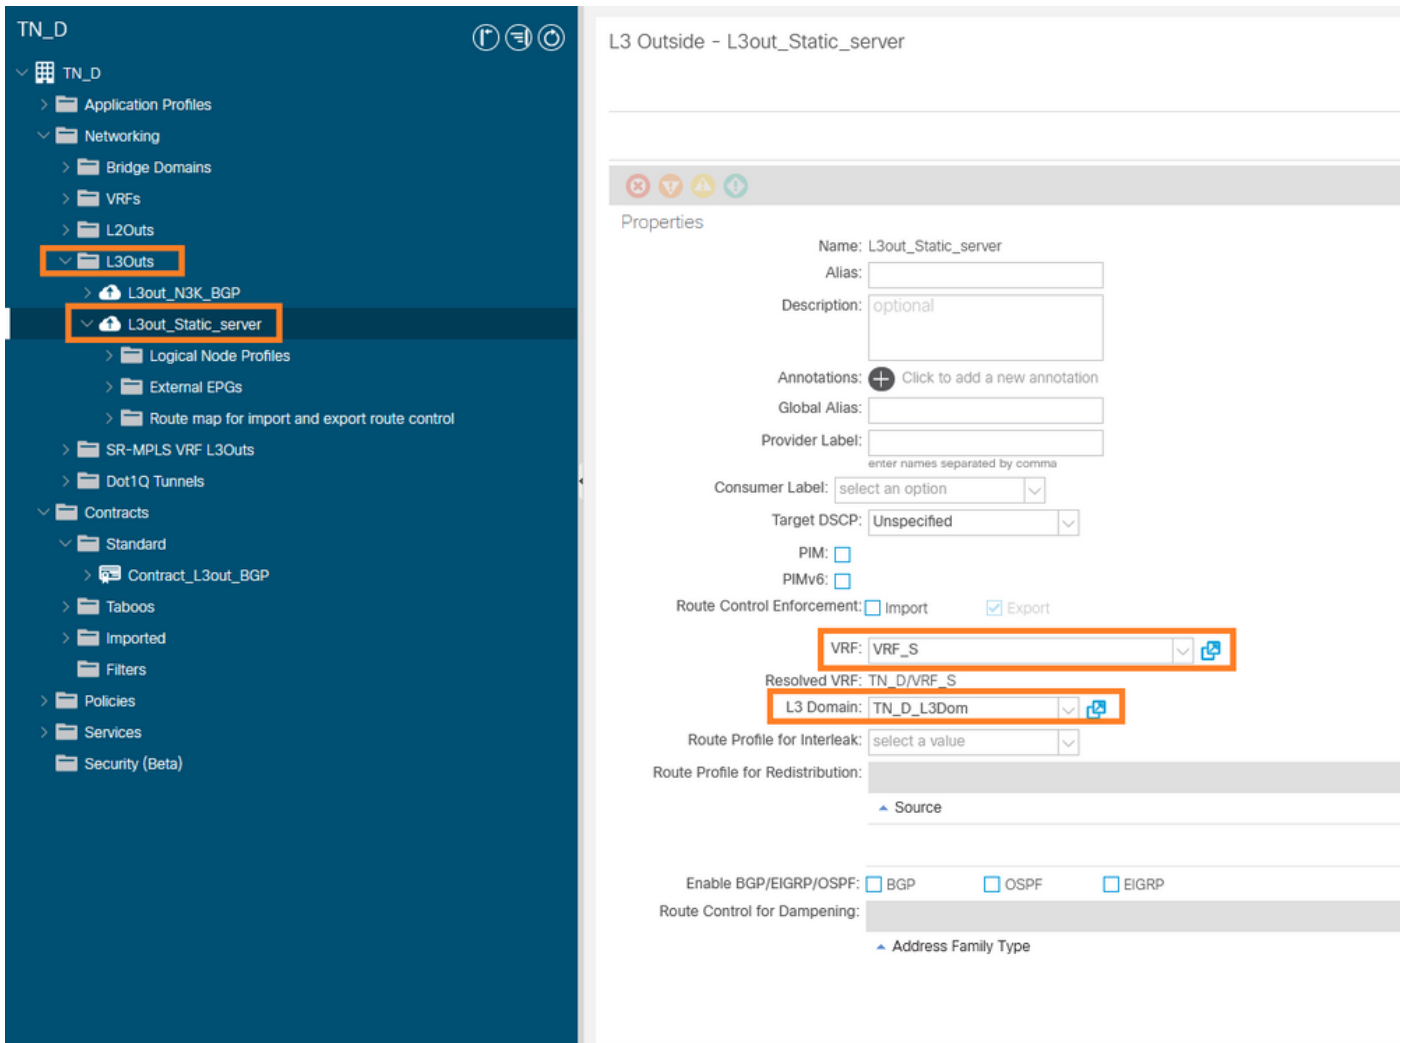 TN_D
TN_D
Application Profiles
Networking
Bridge Domains
VRFs
L2Outs
L3Outs
L3out_N3K_BGP
L3out_Static_server
Logical Node Profiles
External EPGs
Route map for import and export route control
SR-MPLS VRF L3Outs
Dot1Q Tunnels
Contracts
Standard
Contract_L3out_BGP
Taboos
Imported
Filters
Policies
Services
Security (Beta)
L3 Outside - L3out_Static_server
Properties
Name: L3out_Static_server
Alias:
Description: optional
Annotations: Click to add a new annotation
Global Alias:
Provider Label:
enter names separated by comma
Consumer Label: select an option
Target DSCP: Unspecified
PIM:
PIMv6:
Route Control Enforcement: Import Export
VRF: VRF_S
Resolved VRF: TN_D/VRF_S
L3 Domain: TN_D_L3Dom
Route Profile for Interleak: select a value
Route Profile for Redistribution:
Source
Enable BGP/EIGRP/OSPF: BGP OSPF EIGRP
Route Control for Dampening:
Address Family Type